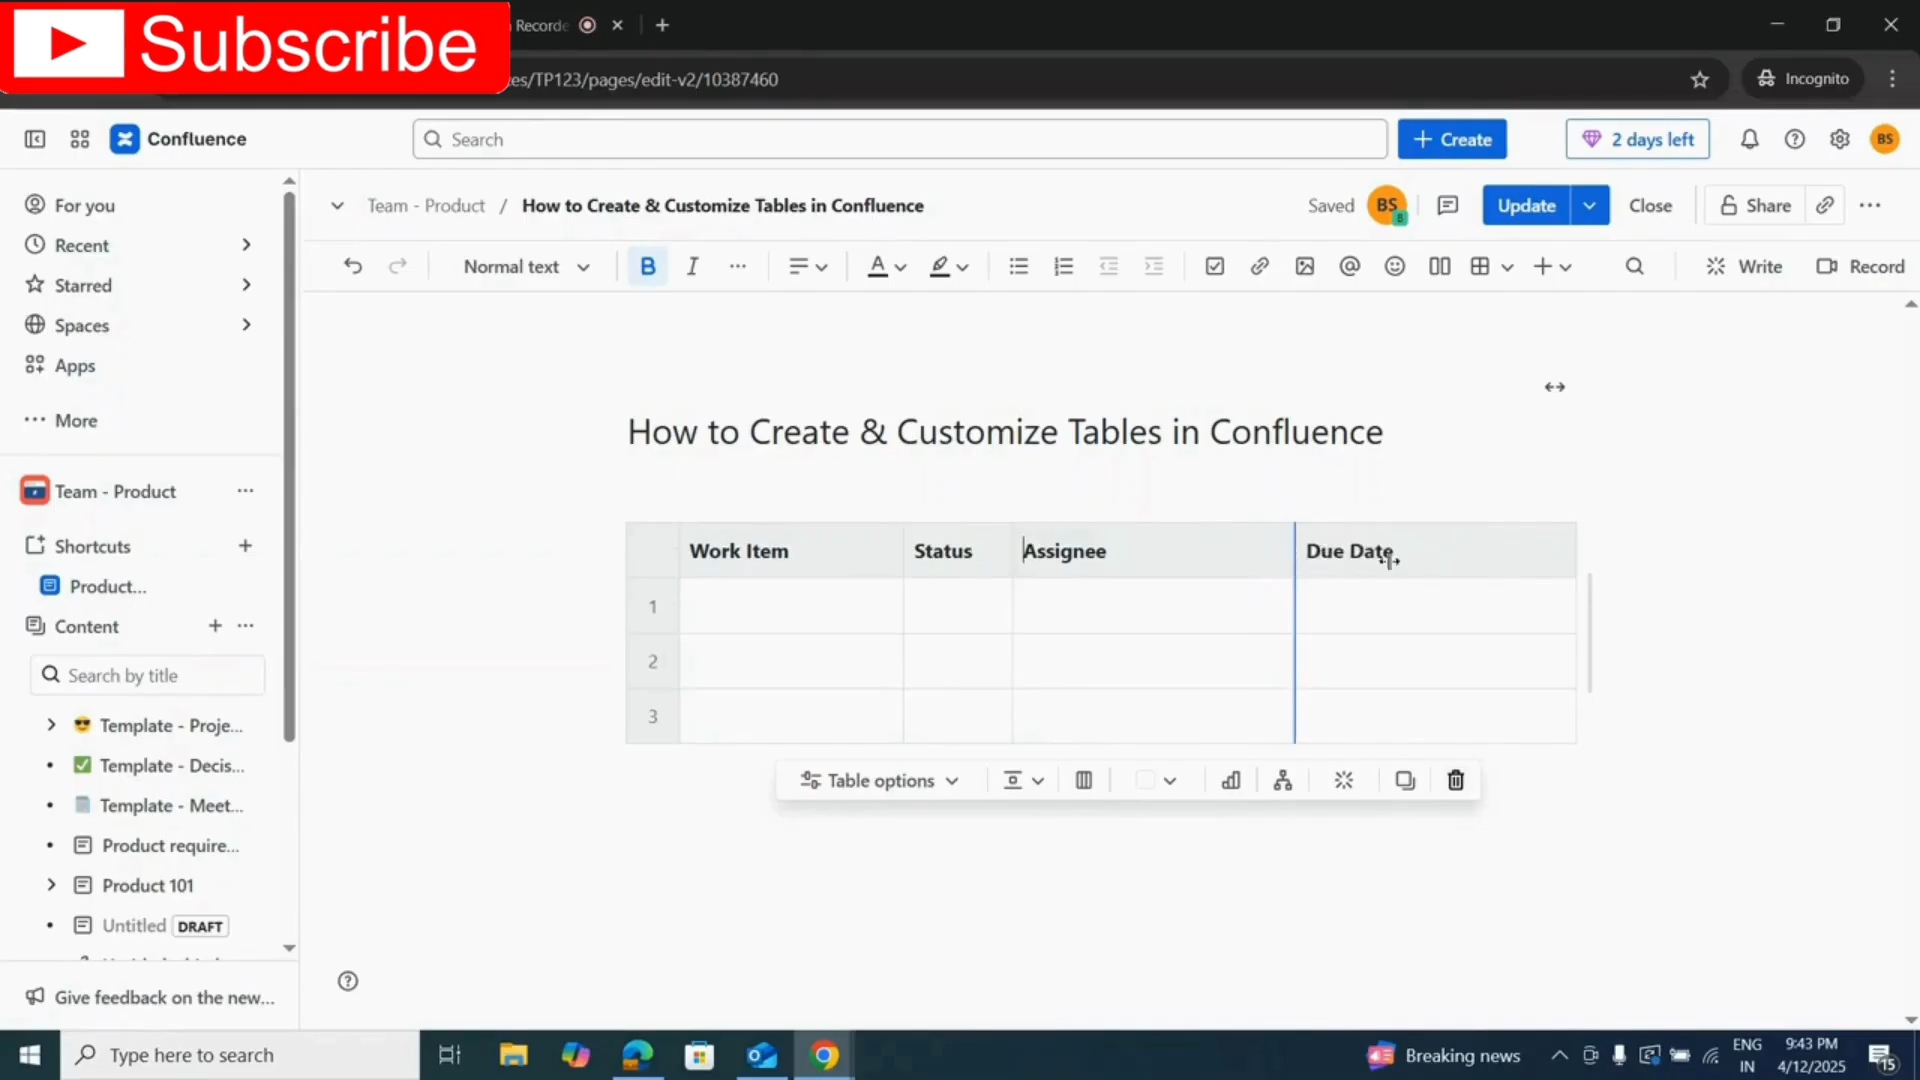 Subscribe
Recorde
es/TP123/pages/edit-v2/10387460
Incognito
Confluence
Search
Create
2 days left
BS
For you
Recent
Starred
Spaces
Apps
More
Team - Product / How to Create & Customize Tables in Confluence
Saved
BS
B
Update
Close
Share
Normal text
B
I
A
Write
Record
How to Create & Customize Tables in Confluence
Work Item
Status
Assignee
Due Date
1
2
3
Table options
Team - Product
Shortcuts
Product...
Content
Search by title
Template - Proje...
Template - Decis...
Template - Meet...
Product require...
Product 101
Untitled DRAFT
Give feedback on the new...
Type here to search
Breaking news
ENG
IN
9:43 PM
4/12/2025
15